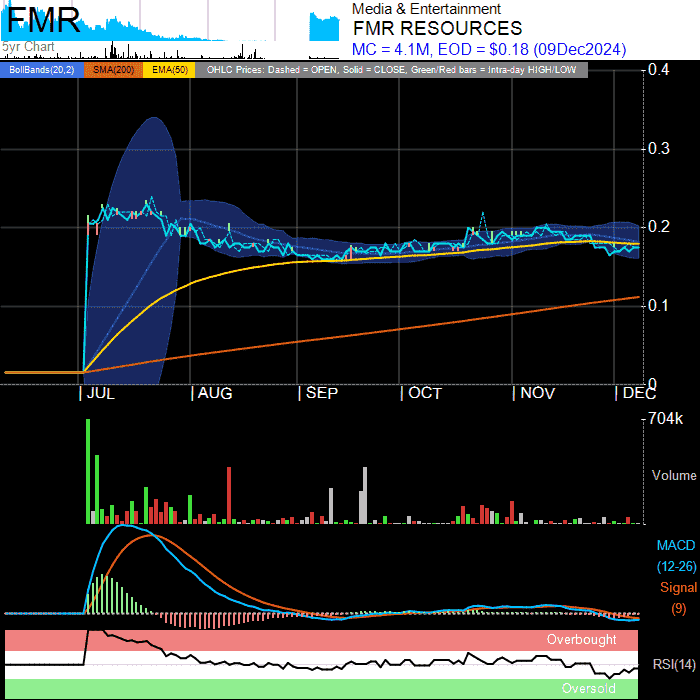 FMR
5yr Chart
Media & Entertainment
FMR RESOURCES
MC = 4.1M, EOD = $0.18 (09Dec2024)
BollBands(20,2) SMA(200) EMA(50) OHLC Prices: Dashed = OPEN, Solid = CLOSE, Green/Red bars = Intra-day HIGH/LOW
0.4
0.3
0.2
0.1
0
JUL AUG SEP OCT NOV DEC
704k
Volume
MACD
(12-26)
Signal
(9)
Overbought
RSI(14)
Oversold